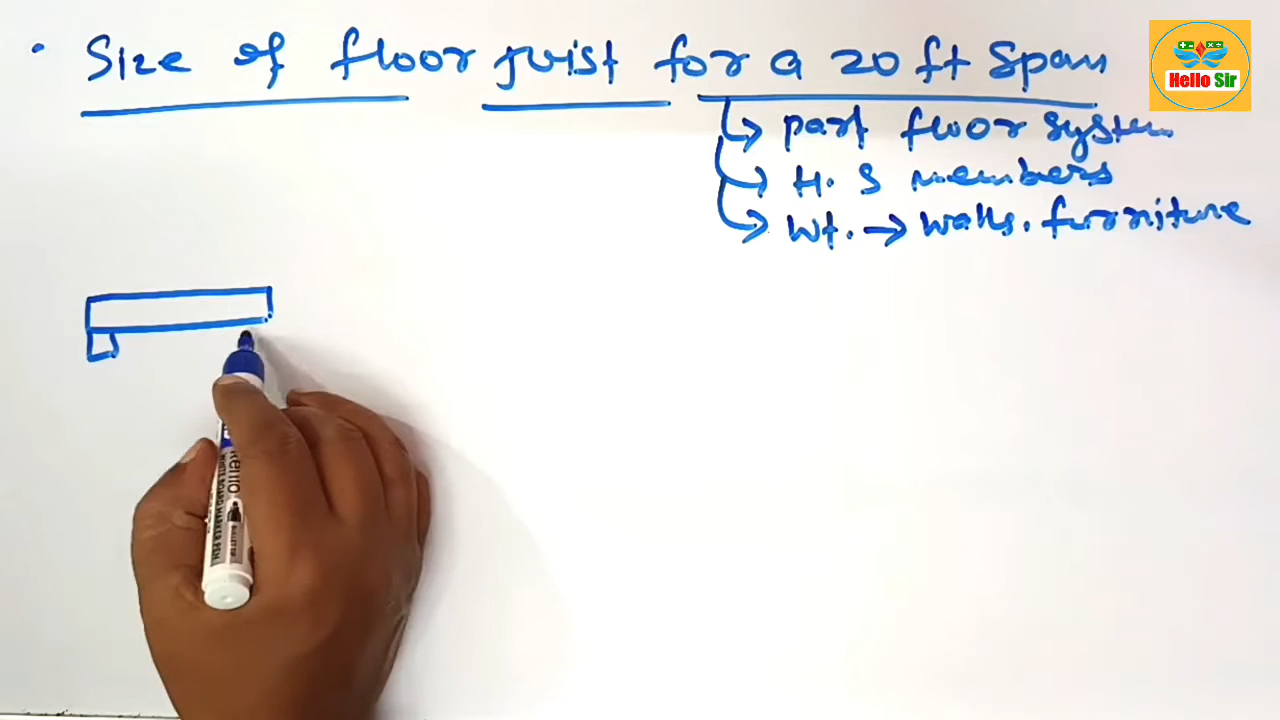 • Size of floor joist for a 20 ft span
Hello Sir
→ part floor system
→ H. S members
→ Wt. → walls. furniture